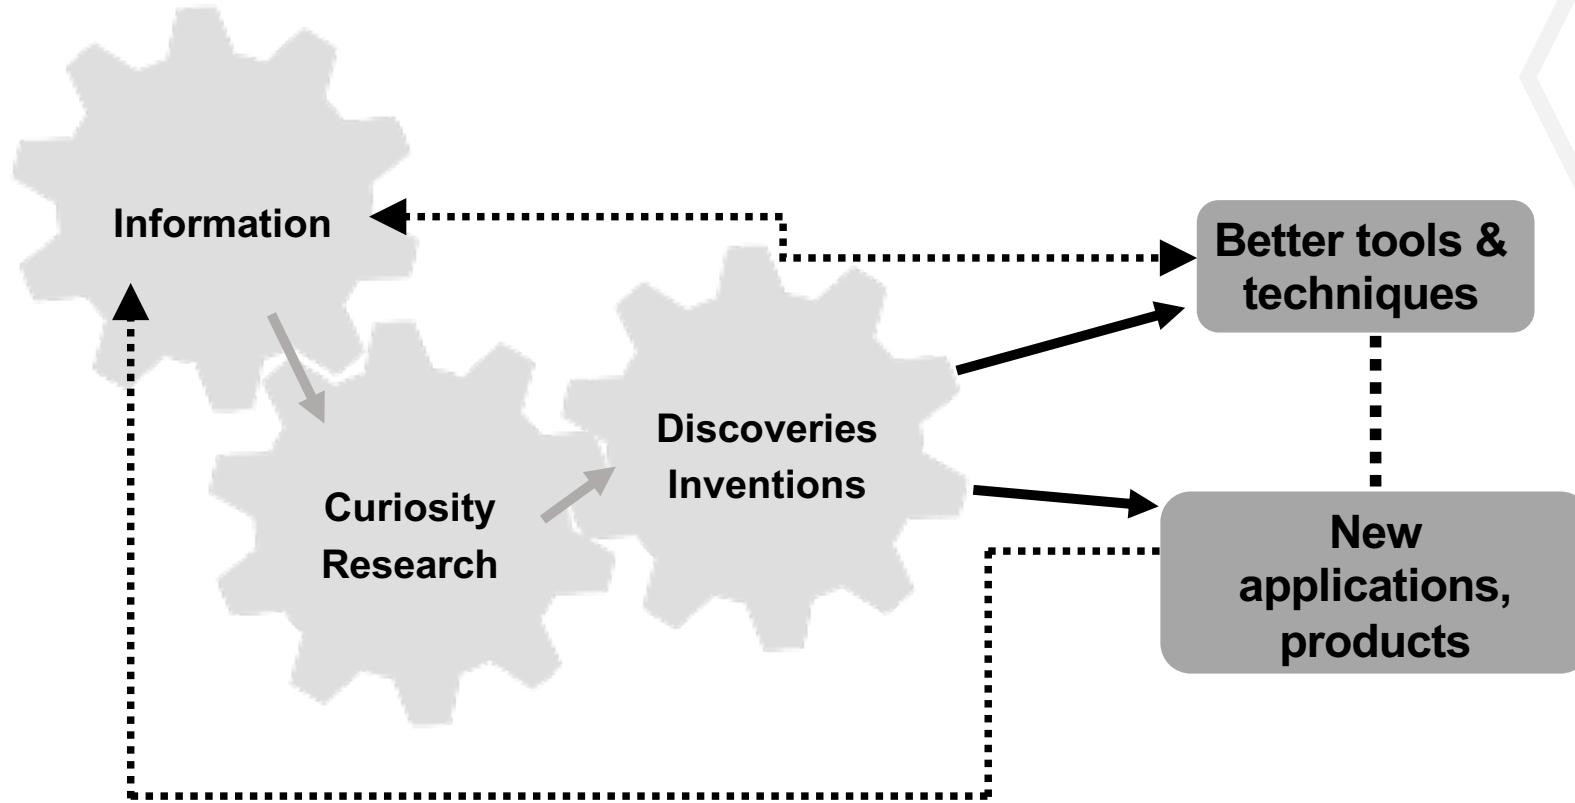 Information
Better tools &
techniques
Discoveries
Inventions
Curiosity
Research
New
applications,
products